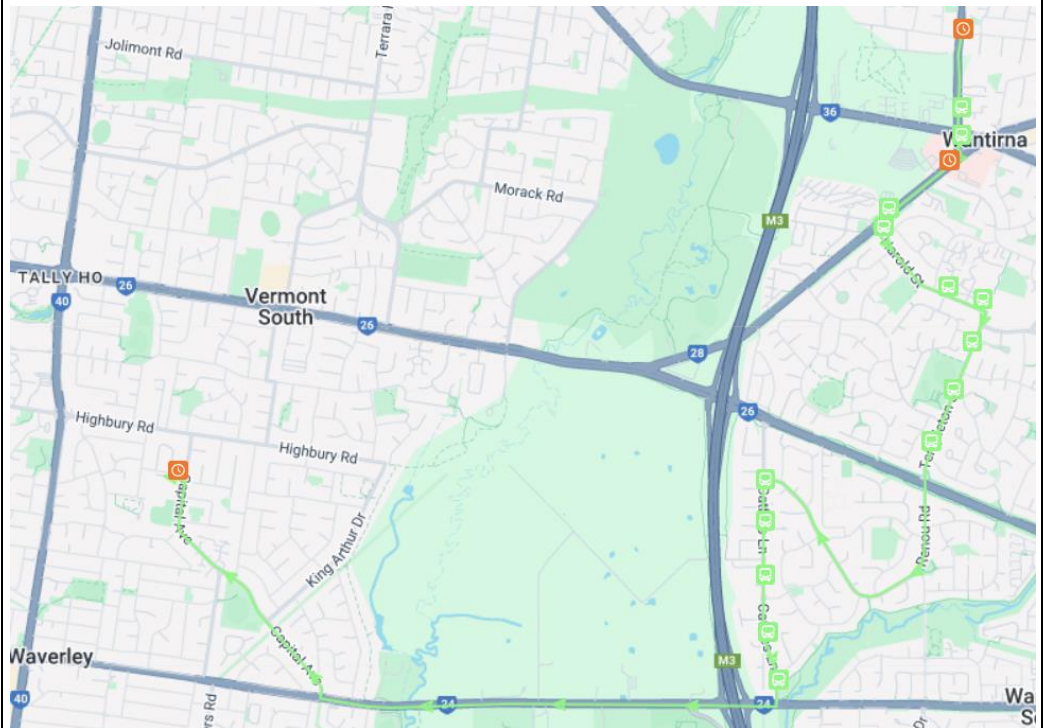 Jolimont Rd
36
Wantirna
Morack Rd
M3
Harold St
TALLY HO
26
40
Vermont
South
26
28
26
Highbury Rd
Highbury Rd
Capital Ave
Renou Rd
King Arthur Dr
Capital Ave
Waverley
M3
40
24
24